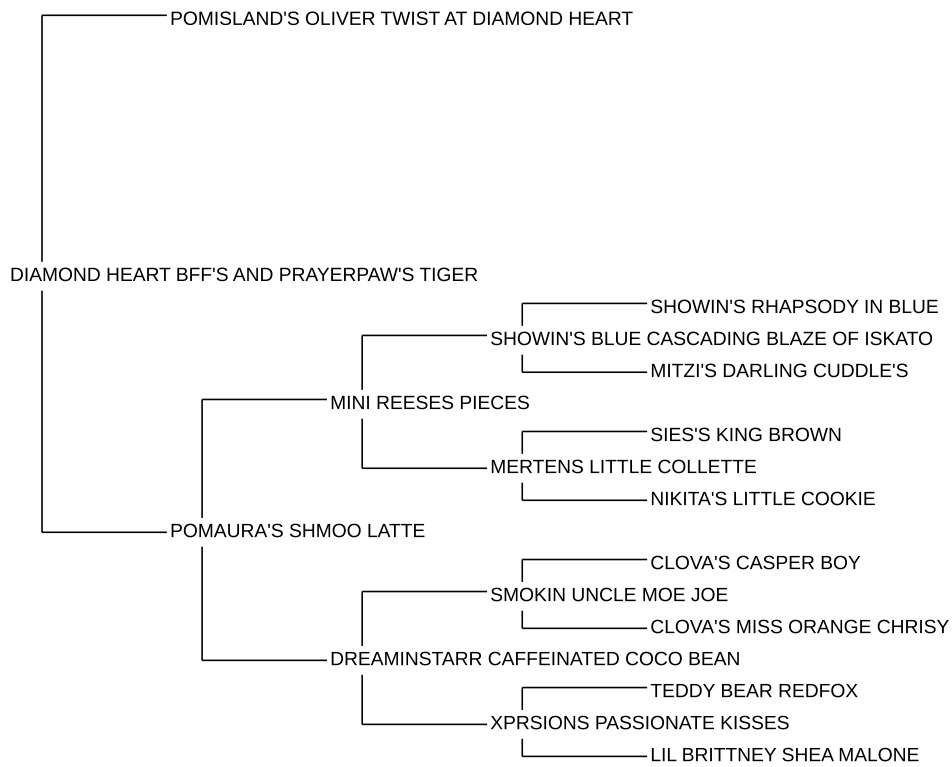 POMISLAND'S OLIVER TWIST AT DIAMOND HEART
DIAMOND HEART BFF'S AND PRAYERPAW'S TIGER
SHOWIN'S RHAPSODY IN BLUE
SHOWIN'S BLUE CASCADING BLAZE OF ISKATO
MITZI'S DARLING CUDDLE'S
MINI REESES PIECES
SIES'S KING BROWN
MERTENS LITTLE COLLETTE
NIKITA'S LITTLE COOKIE
POMAURA'S SHMOO LATTE
CLOVA'S CASPER BOY
SMOKIN UNCLE MOE JOE
CLOVA'S MISS ORANGE CHRISY
DREAMINSTARR CAFFEINATED COCO BEAN
TEDDY BEAR REDFOX
XPRSIONS PASSIONATE KISSES
LIL BRITTNEY SHEA MALONE